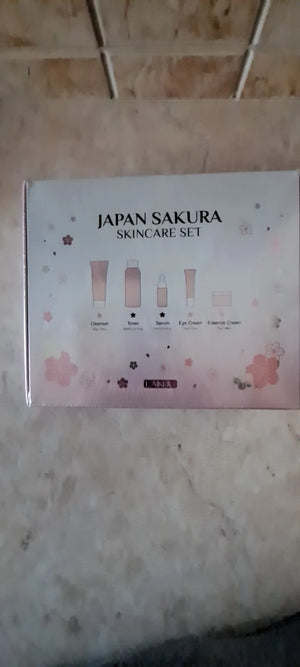 JAPAN SAKURA
SKINCARE SET
Cleanser Toner Serum Eye Cream Essence Cream
LAIKOU